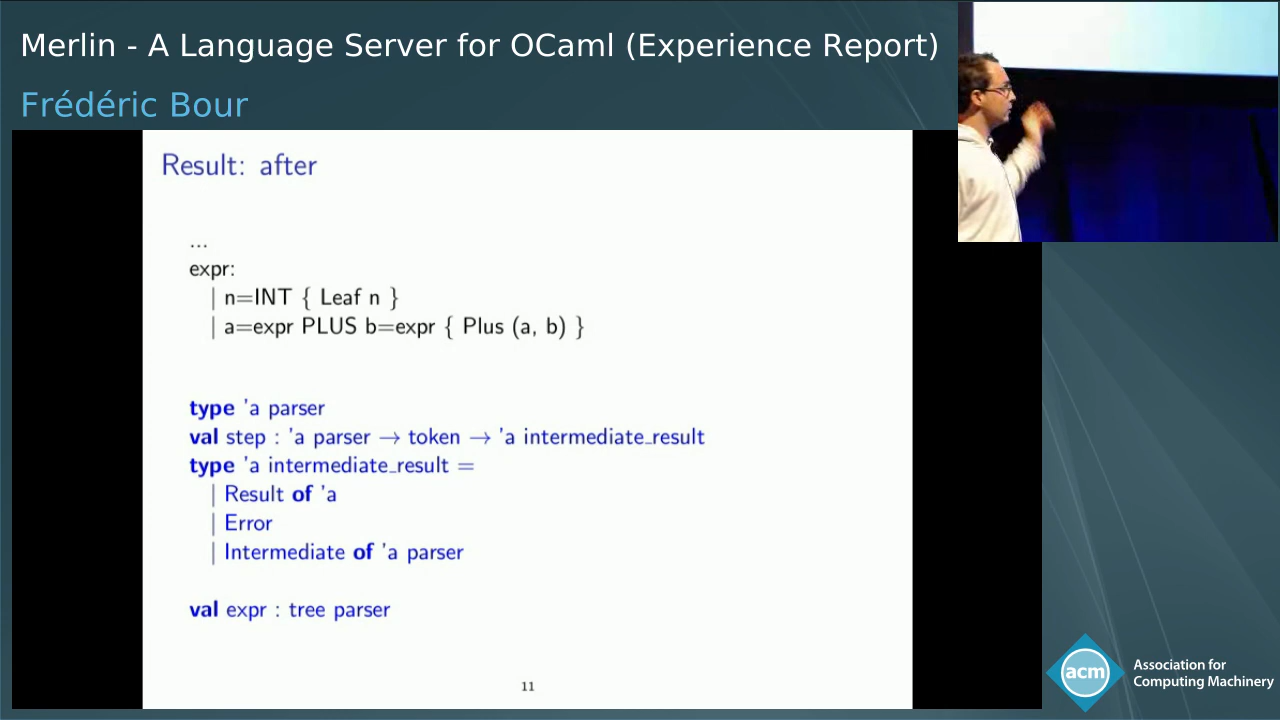 Merlin - A Language Server for OCaml (Experience Report)
Frédéric Bour
Result: after
...
expr:
| n=INT { Leaf n }
| a=expr PLUS b=expr { Plus (a, b) }
type 'a parser
val step : 'a parser → token → 'a intermediate_result
type 'a intermediate_result =
| Result of 'a
| Error
| Intermediate of 'a parser
val expr : tree parser
11
acm
Association for
Computing Machinery